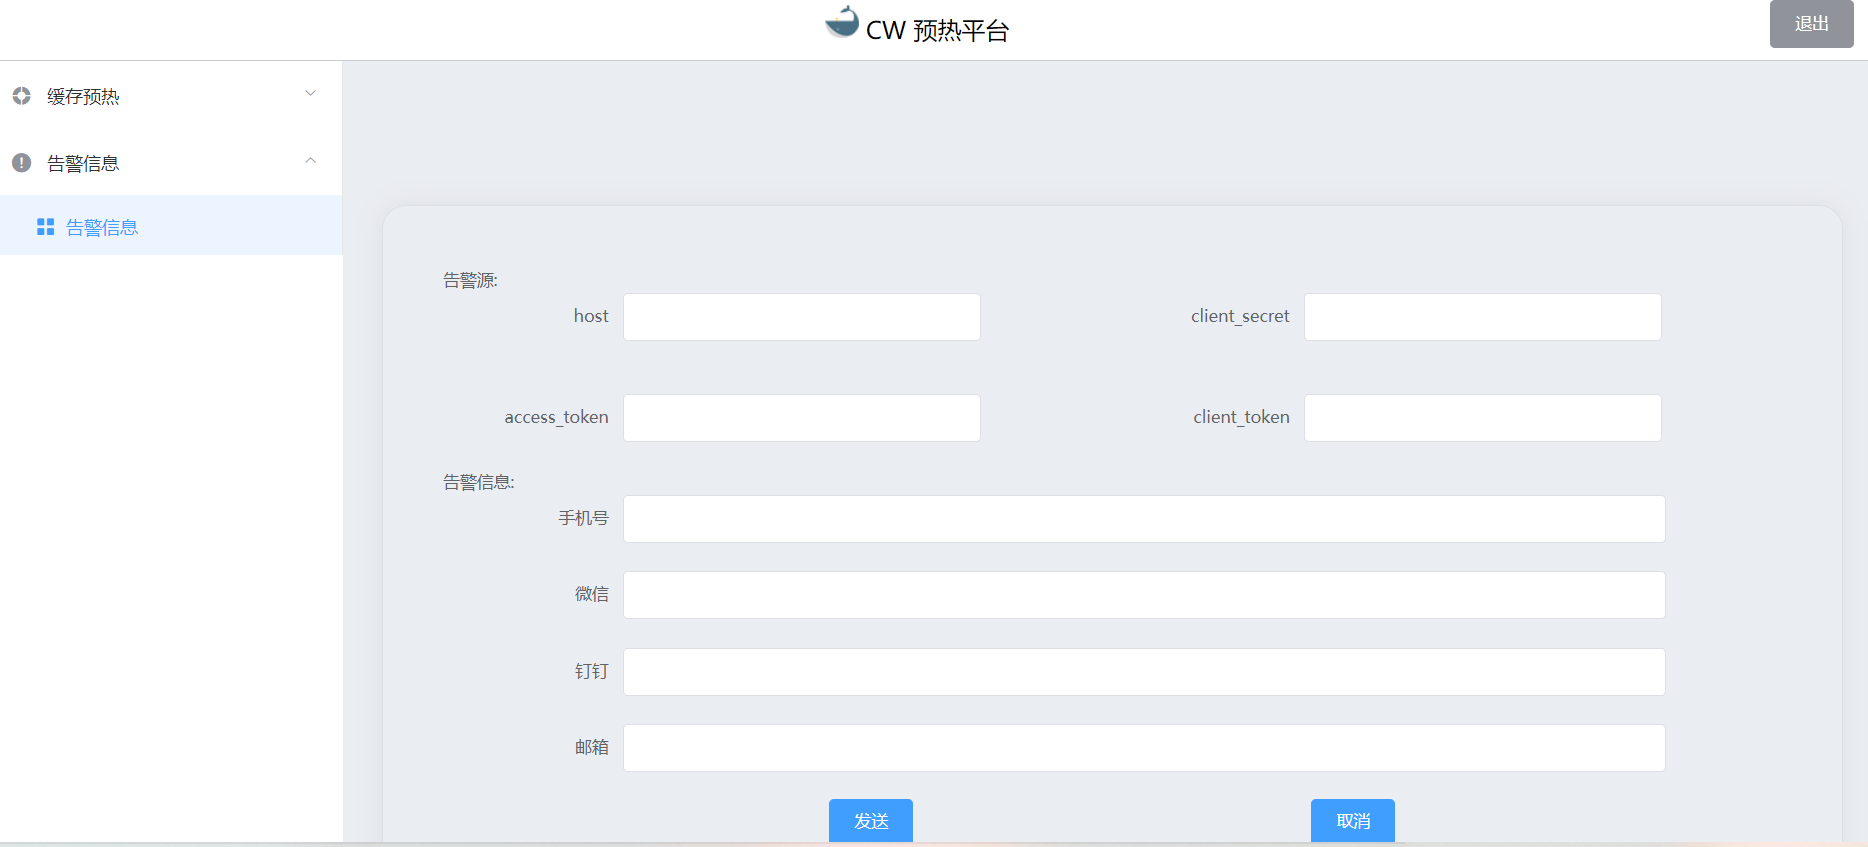 CW 预热平台
退出
缓存预热
告警信息
告警信息
告警源:
host
client_secret
access_token
client_token
告警信息:
手机号
微信
钉钉
邮箱
发送
取消